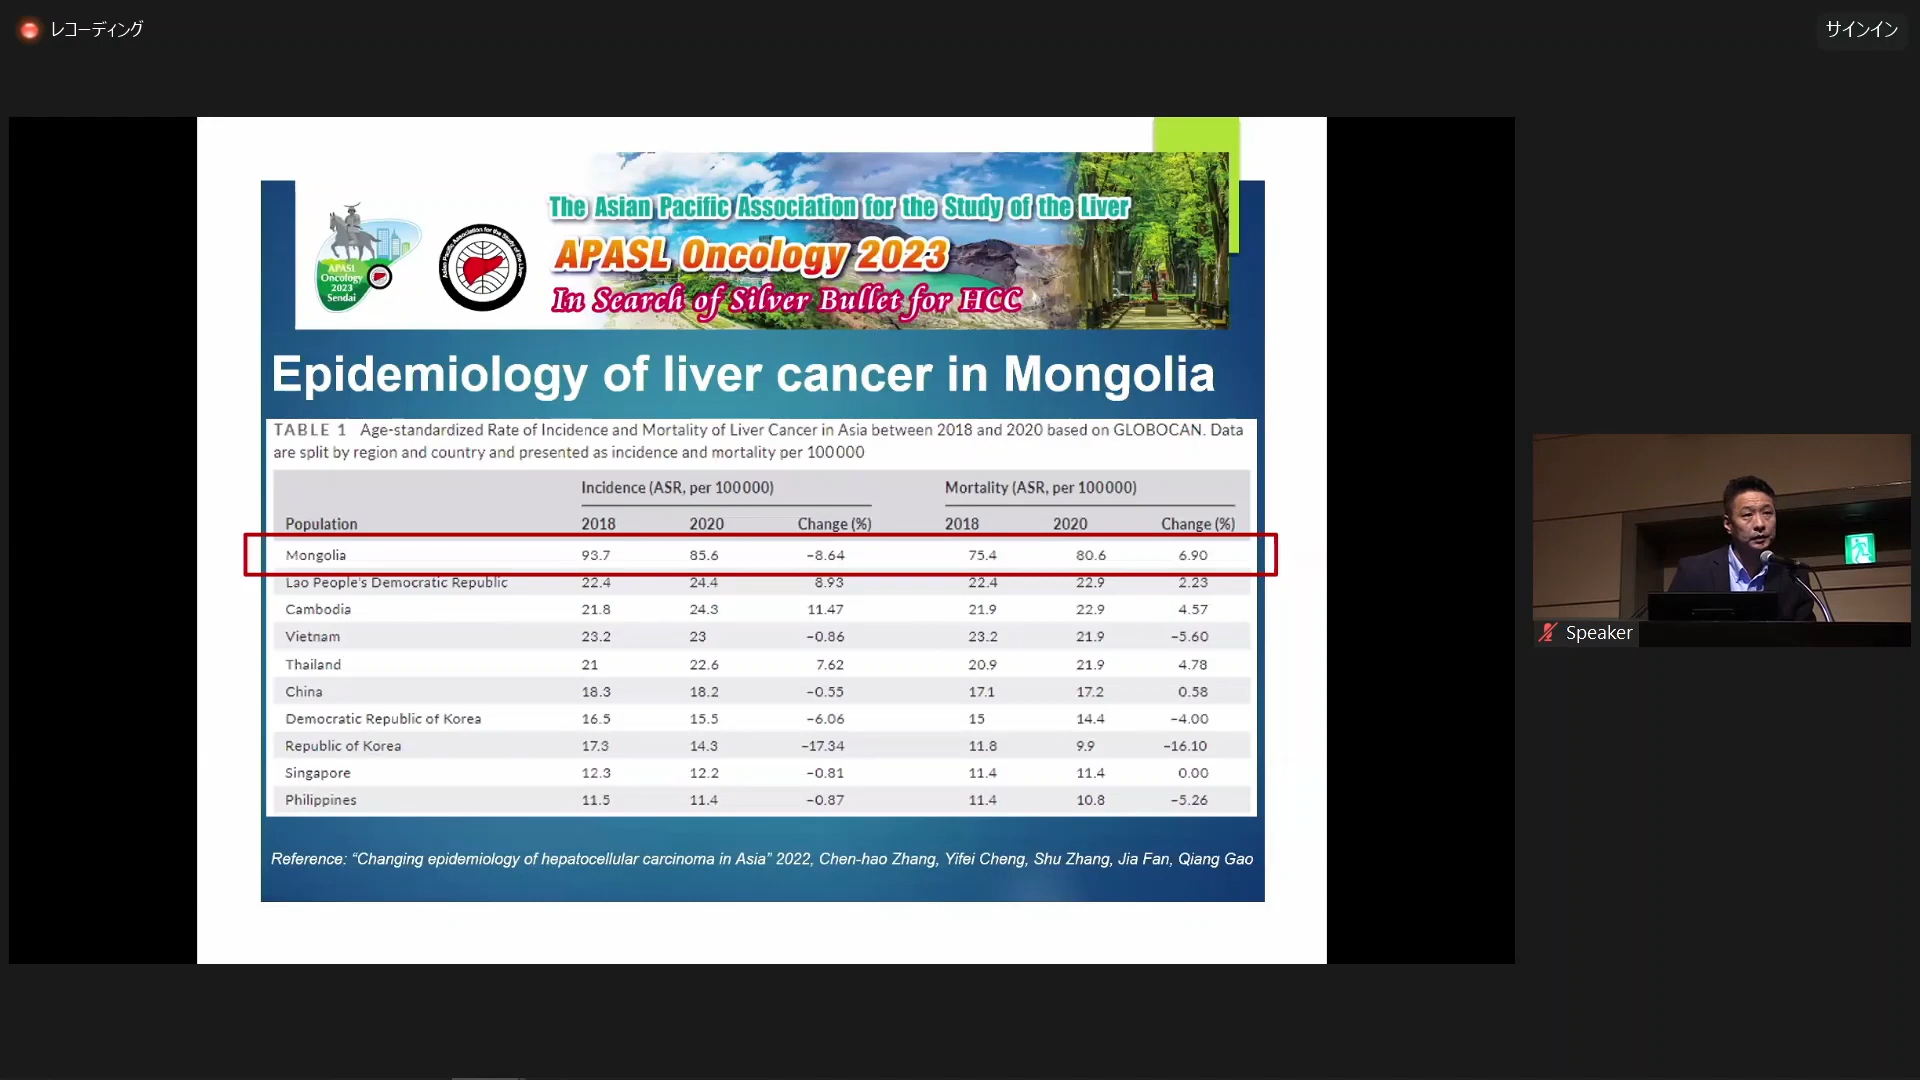 レコーディング
サインイン
The Asian Pacific Association for the Study of the Liver
APASL Oncology 2023
In Search of Silver Bullet for HCC
APASL
Oncology
2023
Sendai
Asian Pacific Association for the Study of the Liver
Epidemiology of liver cancer in Mongolia
TABLE 1 Age-standardized Rate of Incidence and Mortality of Liver Cancer in Asia between 2018 and 2020 based on GLOBOCAN. Data
are split by region and country and presented as incidence and mortality per 100000
Incidence (ASR, per 100000) Mortality (ASR, per 100000)
Population 2018 2020 Change (%) 2018 2020 Change (%)
Mongolia 93.7 85.6 −8.64 75.4 80.6 6.90
Lao People's Democratic Republic 22.4 24.4 8.93 22.4 22.9 2.23
Cambodia 21.8 24.3 11.47 21.9 22.9 4.57
Vietnam 23.2 23 −0.86 23.2 21.9 −5.60
Thailand 21 22.6 7.62 20.9 21.9 4.78
China 18.3 18.2 −0.55 17.1 17.2 0.58
Democratic Republic of Korea 16.5 15.5 −6.06 15 14.4 −4.00
Republic of Korea 17.3 14.3 −17.34 11.8 9.9 −16.10
Singapore 12.3 12.2 −0.81 11.4 11.4 0.00
Philippines 11.5 11.4 −0.87 11.4 10.8 −5.26
Reference: “Changing epidemiology of hepatocellular carcinoma in Asia” 2022, Chen-hao Zhang, Yifei Cheng, Shu Zhang, Jia Fan, Qiang Gao
Speaker